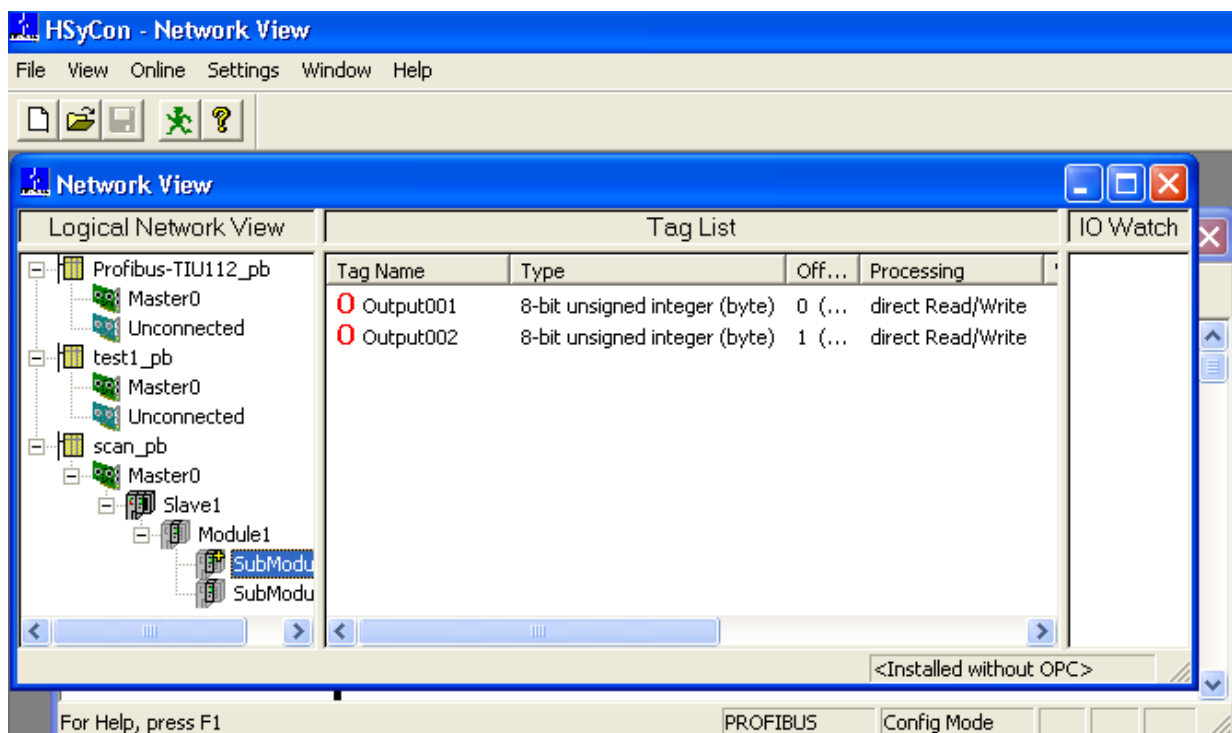 HSyCon - Network View
File View Online Settings Window Help
Network View
Logical Network View
Tag List
IO Watch
Profibus-TIU112_pb
Master0
Unconnected
test1_pb
Master0
Unconnected
scan_pb
Master0
Slave1
Module1
SubModu
SubModu
Tag Name Type Off... Processing
O Output001 8-bit unsigned integer (byte) 0 (... direct Read/Write
O Output002 8-bit unsigned integer (byte) 1 (... direct Read/Write
<Installed without OPC>
For Help, press F1 PROFIBUS Config Mode